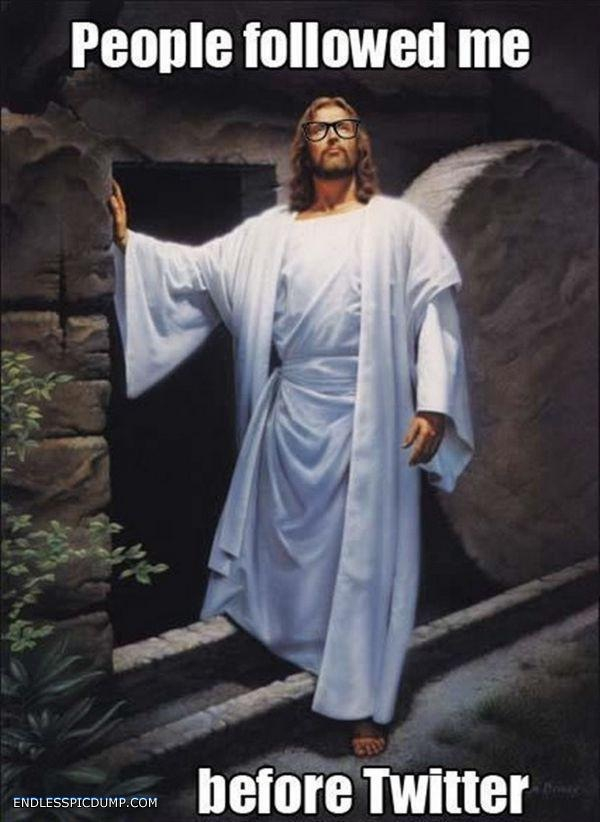 People followed me
before Twitter
ENDLESSPICDUMP.COM